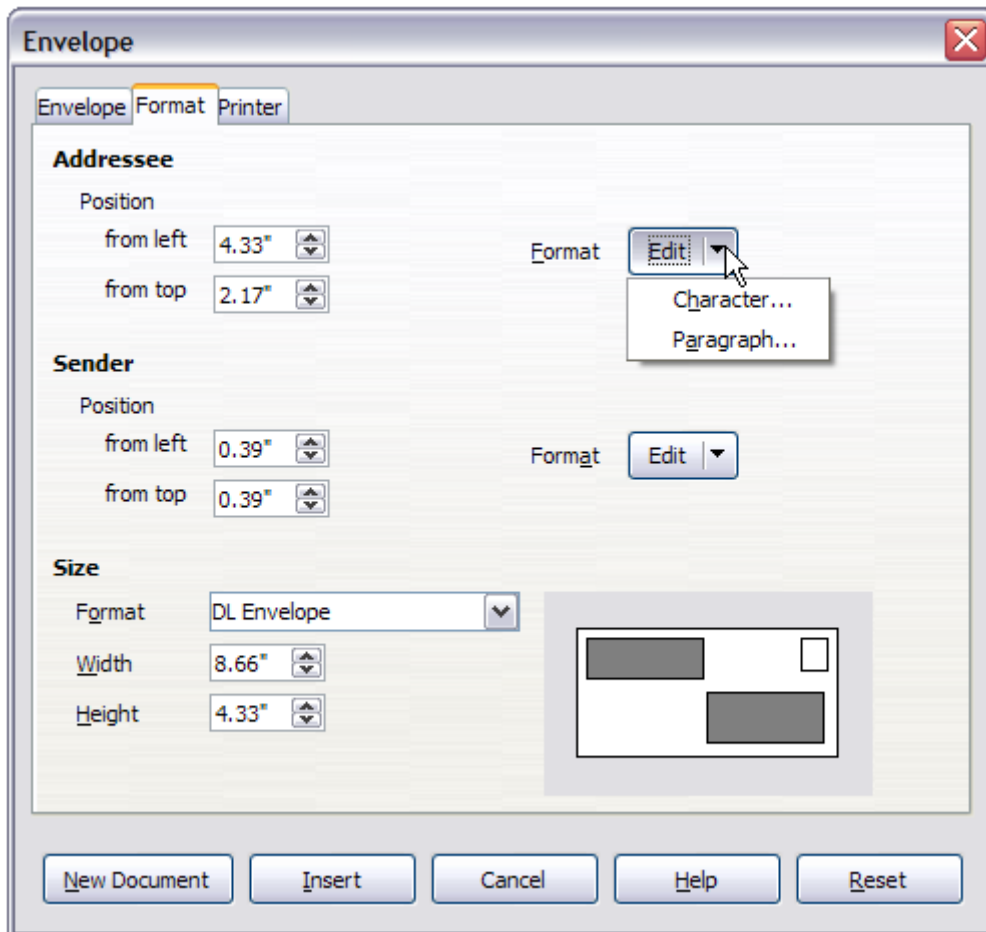 Envelope
Envelope Format Printer
Addressee
Position
from left 4.33" Format Edit
from top 2.17" Character...
Paragraph...
Sender
Position
from left 0.39" Format Edit
from top 0.39"
Size
Format DL Envelope
Width 8.66"
Height 4.33"
New Document Insert Cancel Help Reset